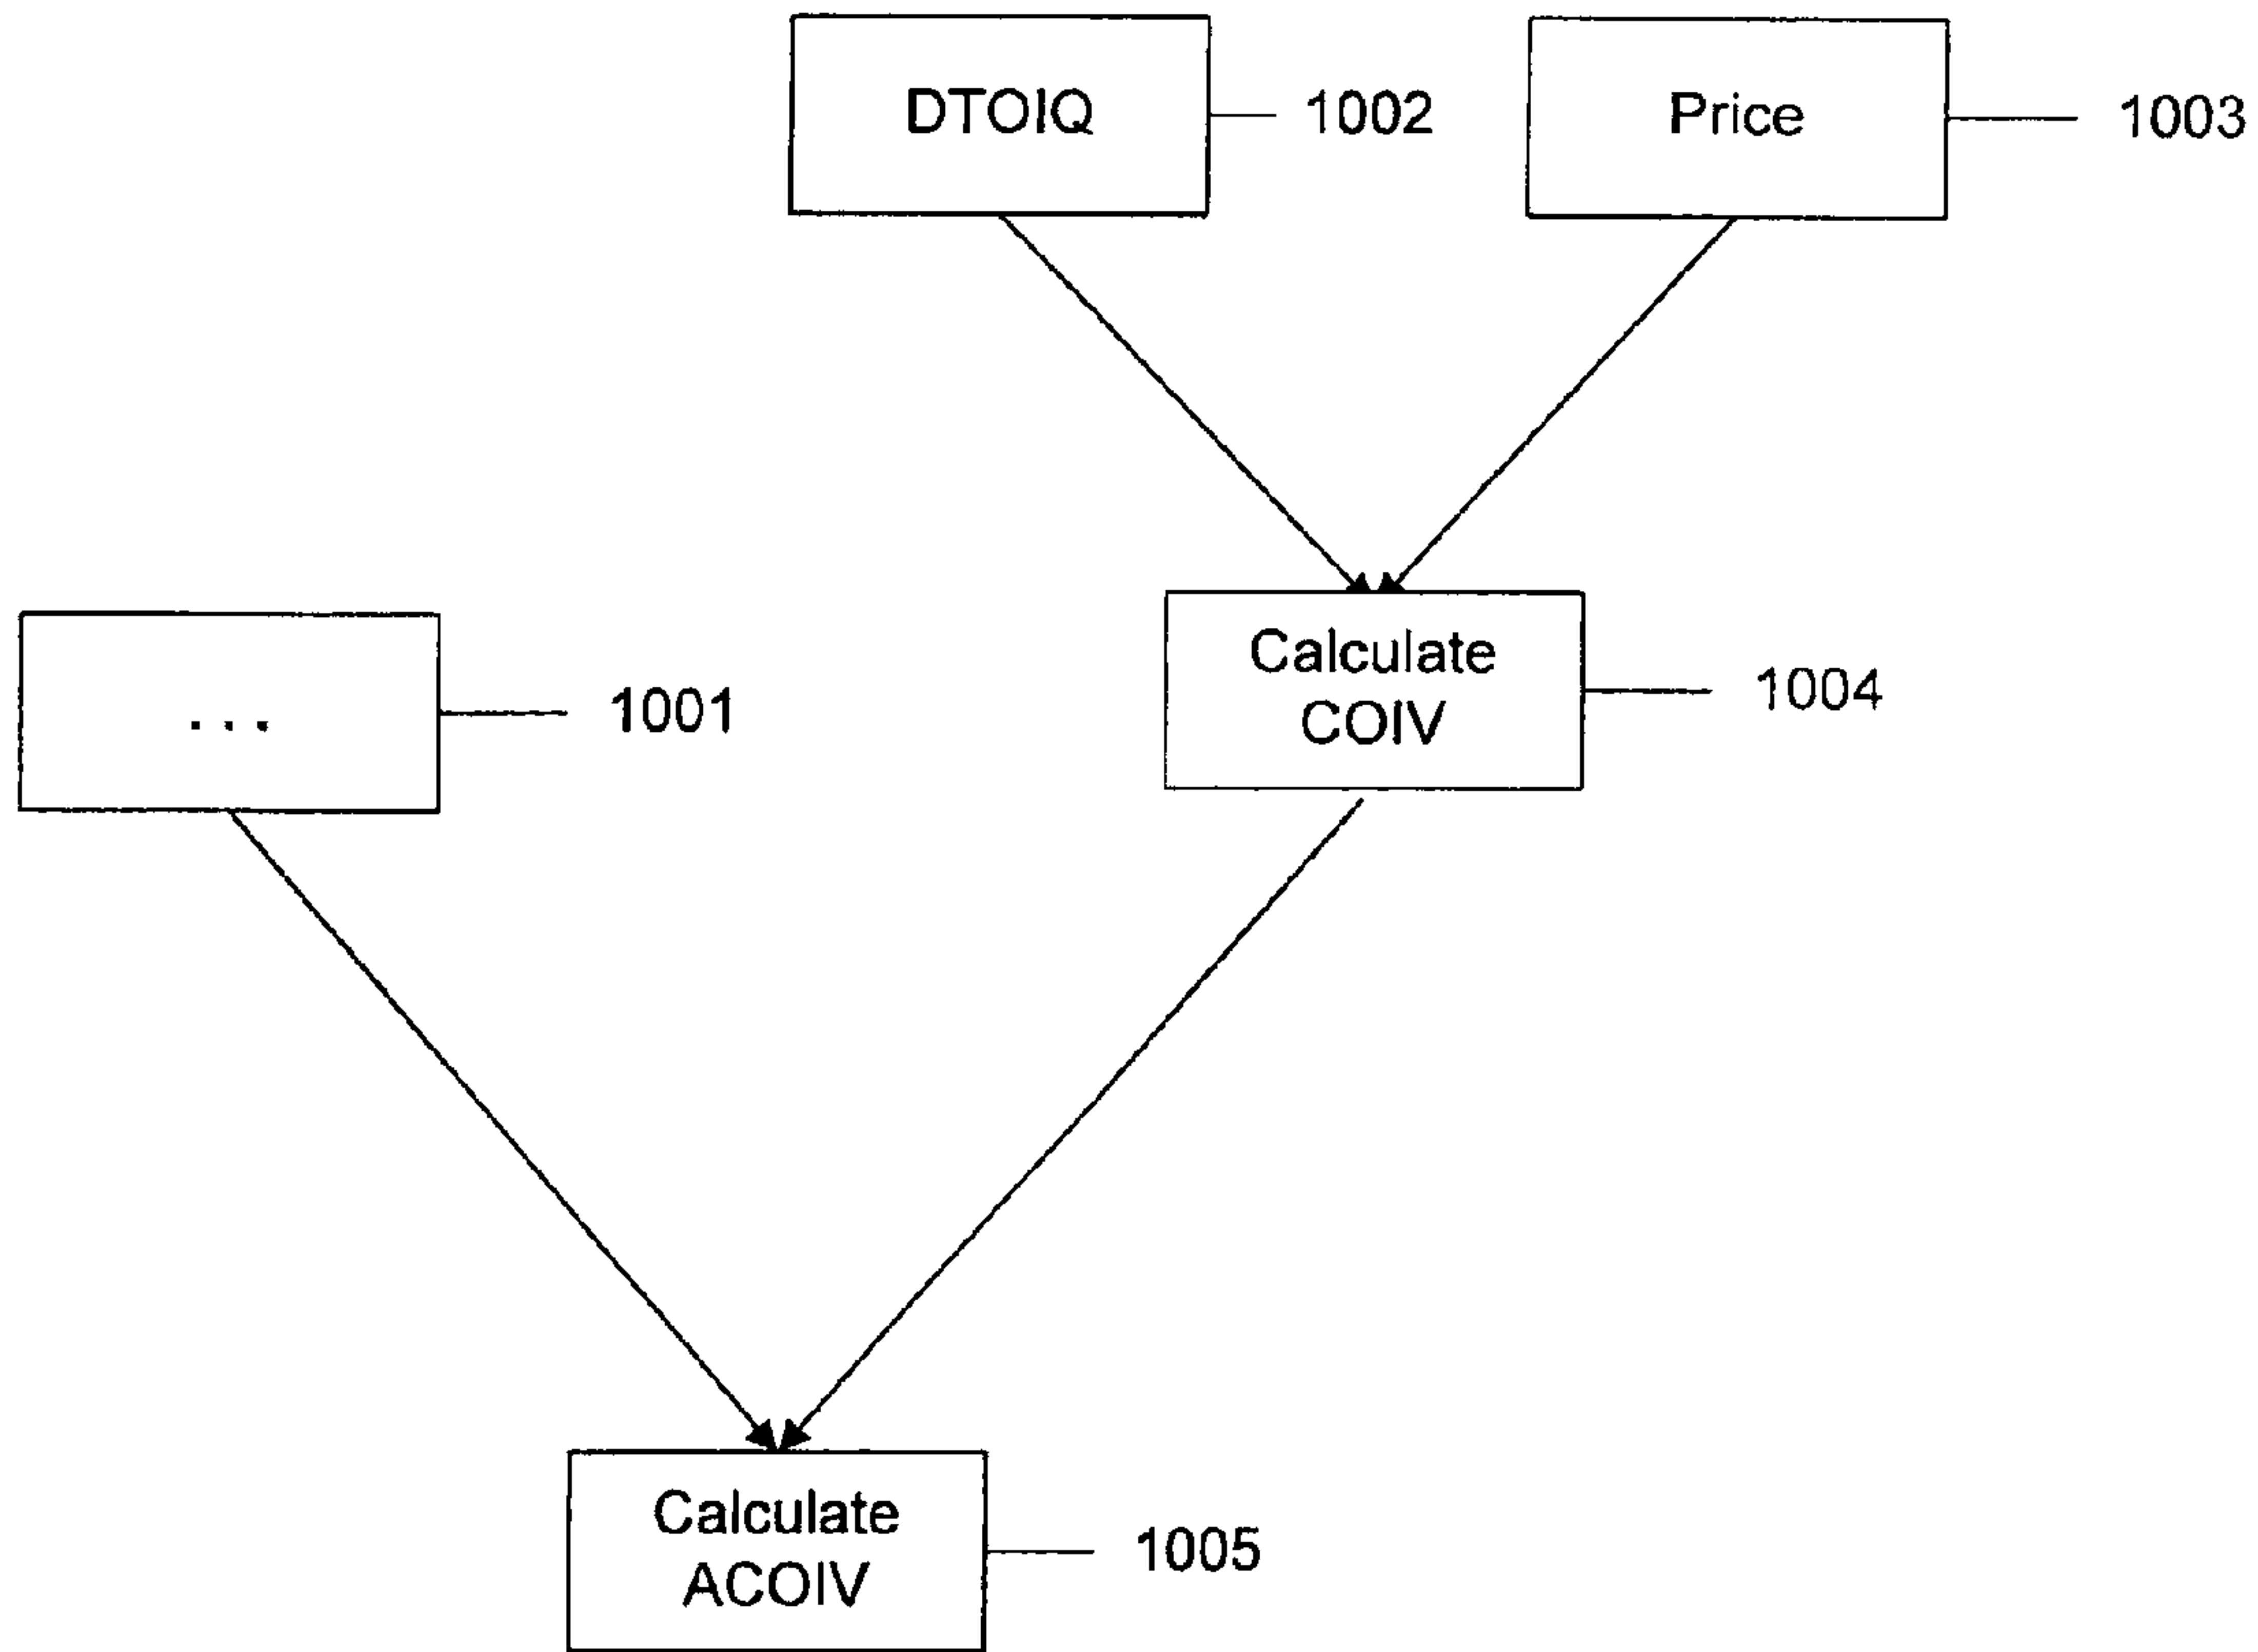 DTOIQ
1002
Price
1003
Calculate
COIV
1004
...
1001
Calculate
ACOIV
1005